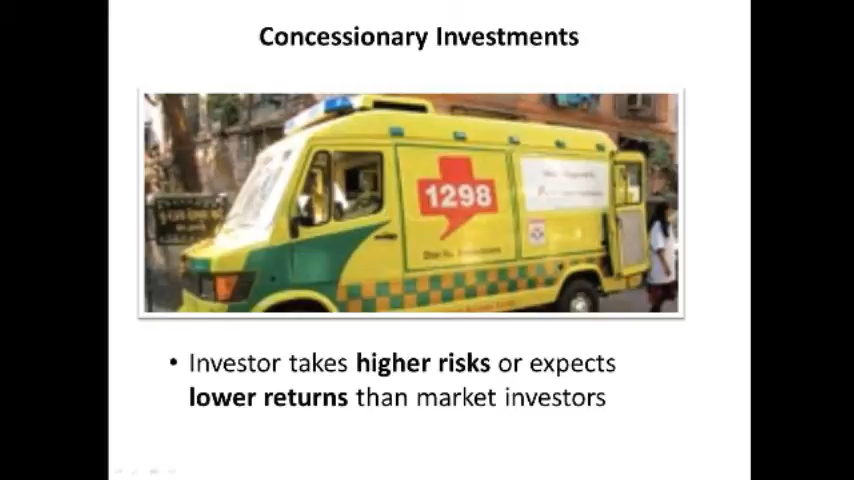 Concessionary Investments
1298
• Investor takes higher risks or expects
lower returns than market investors